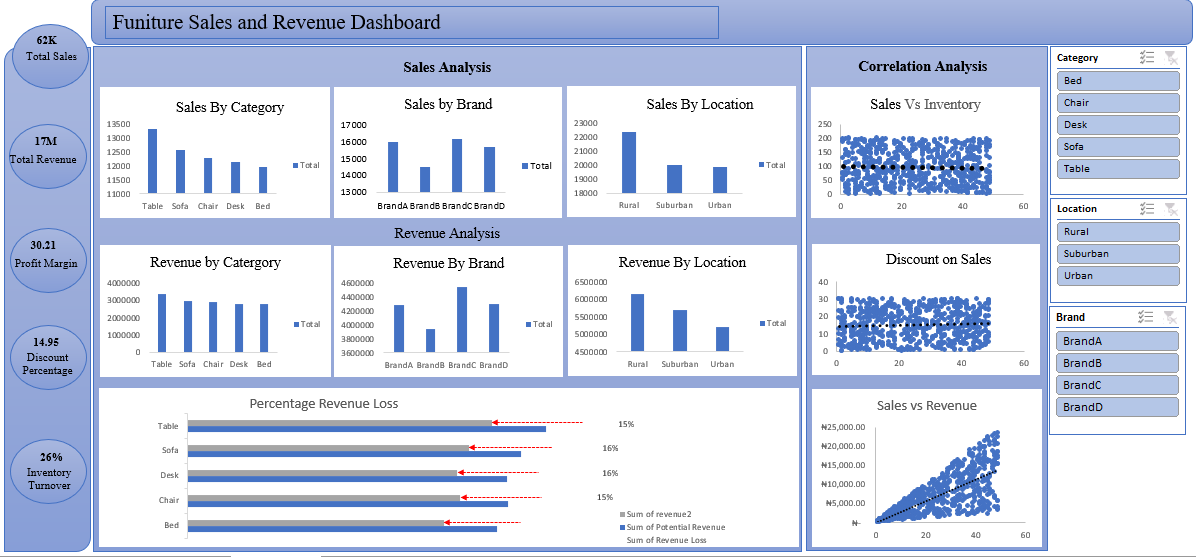 Funiture Sales and Revenue Dashboard
62K
Total Sales
17M
Total Revenue
30.21
Profit Margin
14.95
Discount
Percentage
26%
Inventory
Turnover
Sales Analysis
Sales By Category
13500
13000
12500
12000
11500
11000
Table Sofa Chair Desk Bed
Total
Sales by Brand
17000
16000
15000
14000
13000
BrandA BrandB BrandC BrandD
Total
Sales By Location
23000
22000
21000
20000
19000
18000
Rural Suburban Urban
Total
Revenue Analysis
Revenue by Catergory
4000000
3000000
2000000
1000000
0
Table Sofa Chair Desk Bed
Total
Revenue By Brand
4600000
4400000
4200000
4000000
3800000
3600000
BrandA BrandB BrandC BrandD
Total
Revenue By Location
6500000
6000000
5500000
5000000
4500000
Rural Suburban Urban
Total
Percentage Revenue Loss
Table 15%
Sofa 16%
Desk 16%
Chair 15%
Bed
Sum of revenue2
Sum of Potential Revenue
Sum of Revenue Loss
Correlation Analysis
Sales Vs Inventory
250
200
150
100
50
0
0 20 40 60
Discount on Sales
40
30
20
10
0
0 20 40 60
Sales vs Revenue
₦25,000.00
₦20,000.00
₦15,000.00
₦10,000.00
₦5,000.00
₦-
0 20 40 60
Category
Bed
Chair
Desk
Sofa
Table
Location
Rural
Suburban
Urban
Brand
BrandA
BrandB
BrandC
BrandD